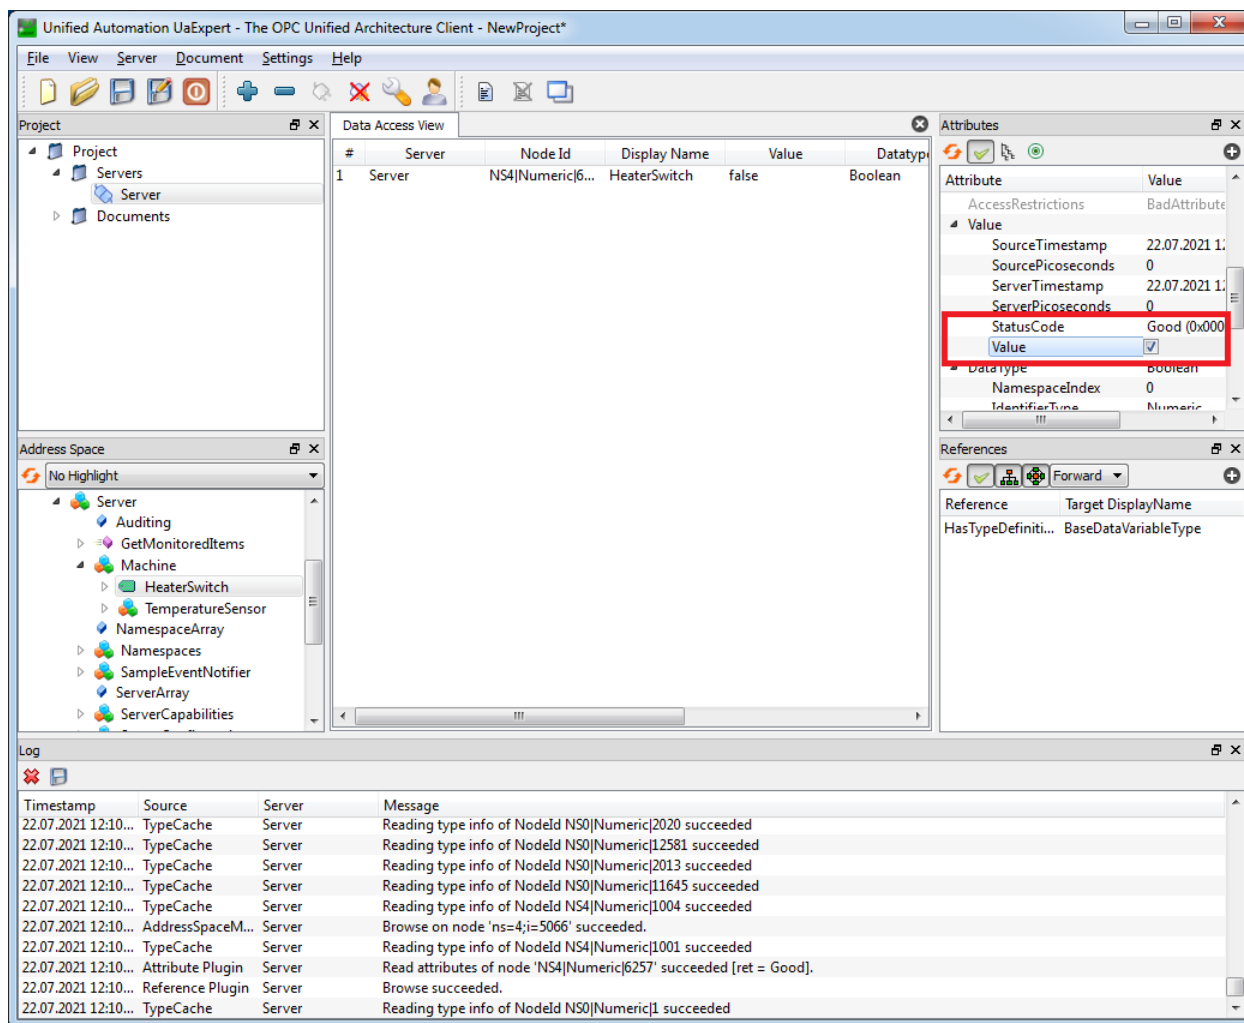 Unified Automation UaExpert - The OPC Unified Architecture Client - NewProject*
File View Server Document Settings Help
Project
Project
Servers
Server
Documents
Data Access View
# Server Node Id Display Name Value Datatype
1 Server NS4|Numeric|6... HeaterSwitch false Boolean
Attributes
Attribute Value
AccessRestrictions BadAttribute
Value
SourceTimestamp 22.07.2021 12
SourcePicoseconds 0
ServerTimestamp 22.07.2021 12
ServerPicoseconds 0
StatusCode Good (0x000
Value
DataType Boolean
NamespaceIndex 0
IdentifierType Numeric
Address Space
No Highlight
Server
Auditing
GetMonitoredItems
Machine
HeaterSwitch
TemperatureSensor
NamespaceArray
Namespaces
SampleEventNotifier
ServerArray
ServerCapabilities
References
Forward
Reference Target DisplayName
HasTypeDefiniti... BaseDataVariableType
Log
Timestamp Source Server Message
22.07.2021 12:10... TypeCache Server Reading type info of NodeId NS0|Numeric|2020 succeeded
22.07.2021 12:10... TypeCache Server Reading type info of NodeId NS0|Numeric|12581 succeeded
22.07.2021 12:10... TypeCache Server Reading type info of NodeId NS0|Numeric|2013 succeeded
22.07.2021 12:10... TypeCache Server Reading type info of NodeId NS0|Numeric|11645 succeeded
22.07.2021 12:10... TypeCache Server Reading type info of NodeId NS4|Numeric|1004 succeeded
22.07.2021 12:10... AddressSpaceM... Server Browse on node 'ns=4;i=5066' succeeded.
22.07.2021 12:10... TypeCache Server Reading type info of NodeId NS4|Numeric|1001 succeeded
22.07.2021 12:10... Attribute Plugin Server Read attributes of node 'NS4|Numeric|6257' succeeded [ret = Good].
22.07.2021 12:10... Reference Plugin Server Browse succeeded.
22.07.2021 12:10... TypeCache Server Reading type info of NodeId NS0|Numeric|1 succeeded